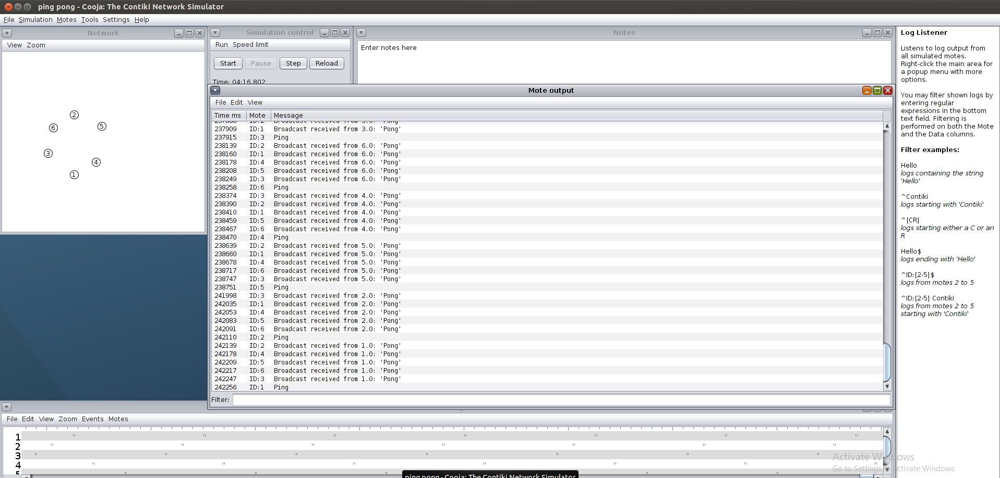 ping pong - Cooja: The Contiki Network Simulator
File Simulation Motes Tools Settings Help
Network
View Zoom
2
6
5
3
4
1
Simulation control
Run Speed limit
Start Pause Step Reload
Time: 04:16.802
Notes
Enter notes here
Mote output
File Edit View
Time ms Mote Message
237909 ID:1 Broadcast received from 3.0: 'Pong'
237915 ID:3 Ping
238139 ID:2 Broadcast received from 6.0: 'Pong'
238160 ID:1 Broadcast received from 6.0: 'Pong'
238178 ID:4 Broadcast received from 6.0: 'Pong'
238208 ID:5 Broadcast received from 6.0: 'Pong'
238249 ID:3 Broadcast received from 6.0: 'Pong'
238258 ID:6 Ping
238374 ID:3 Broadcast received from 4.0: 'Pong'
238390 ID:2 Broadcast received from 4.0: 'Pong'
238410 ID:1 Broadcast received from 4.0: 'Pong'
238459 ID:5 Broadcast received from 4.0: 'Pong'
238467 ID:6 Broadcast received from 4.0: 'Pong'
238470 ID:4 Ping
238639 ID:2 Broadcast received from 5.0: 'Pong'
238660 ID:1 Broadcast received from 5.0: 'Pong'
238678 ID:4 Broadcast received from 5.0: 'Pong'
238717 ID:6 Broadcast received from 5.0: 'Pong'
238747 ID:3 Broadcast received from 5.0: 'Pong'
238751 ID:5 Ping
241998 ID:3 Broadcast received from 2.0: 'Pong'
242035 ID:1 Broadcast received from 2.0: 'Pong'
242053 ID:4 Broadcast received from 2.0: 'Pong'
242083 ID:5 Broadcast received from 2.0: 'Pong'
242091 ID:6 Broadcast received from 2.0: 'Pong'
242110 ID:2 Ping
242139 ID:2 Broadcast received from 1.0: 'Pong'
242178 ID:4 Broadcast received from 1.0: 'Pong'
242209 ID:5 Broadcast received from 1.0: 'Pong'
242217 ID:6 Broadcast received from 1.0: 'Pong'
242247 ID:3 Broadcast received from 1.0: 'Pong'
242256 ID:1 Ping
Filter:
Log Listener
Listens to log output from
all simulated motes.
Right-click the main area for
a popup menu with more
options.
You may filter shown logs by
entering regular
expressions in the bottom
text field. Filtering is
performed on both the Mote
and the Data columns.
Filter examples:
Hello
logs containing the string
'Hello'
^Contiki
logs starting with 'Contiki'
^[CR]
logs starting either a C or an
R
Hello$
logs ending with 'Hello'
^ID:[2-5]$
logs from motes 2 to 5
^ID:[2-5] Contiki
logs from motes 2 to 5
starting with 'Contiki'
File Edit View Zoom Events Motes
1
2
3
4
5
Activate Windows
Go to Settings to activate Windows.
ping pong - Cooja: The Contiki Network Simulator